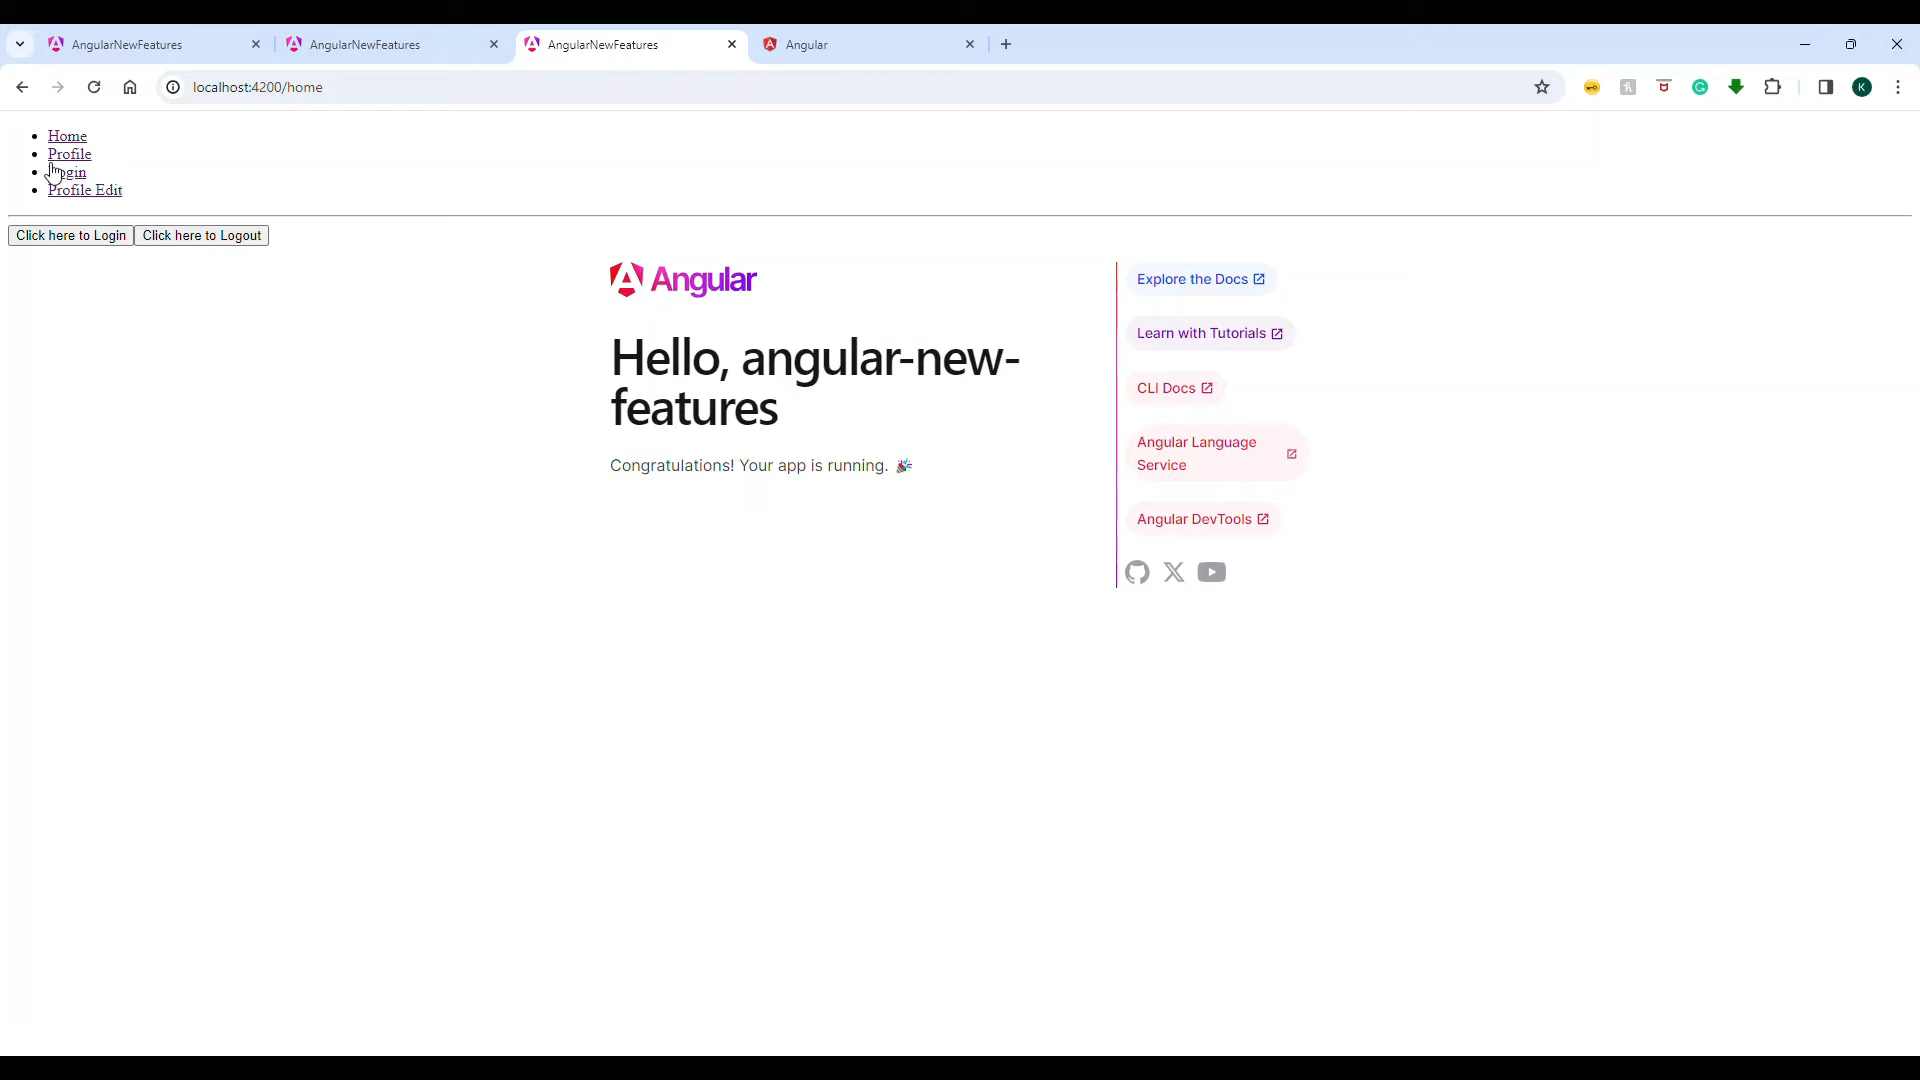 AngularNewFeatures
AngularNewFeatures
AngularNewFeatures
Angular
localhost:4200/home
K
Home
Profile
gin
Profile Edit
Click here to Login
Click here to Logout
Angular
Hello, angular-new-
features
Congratulations! Your app is running. 🎉
Explore the Docs
Learn with Tutorials
CLI Docs
Angular Language
Service
Angular DevTools